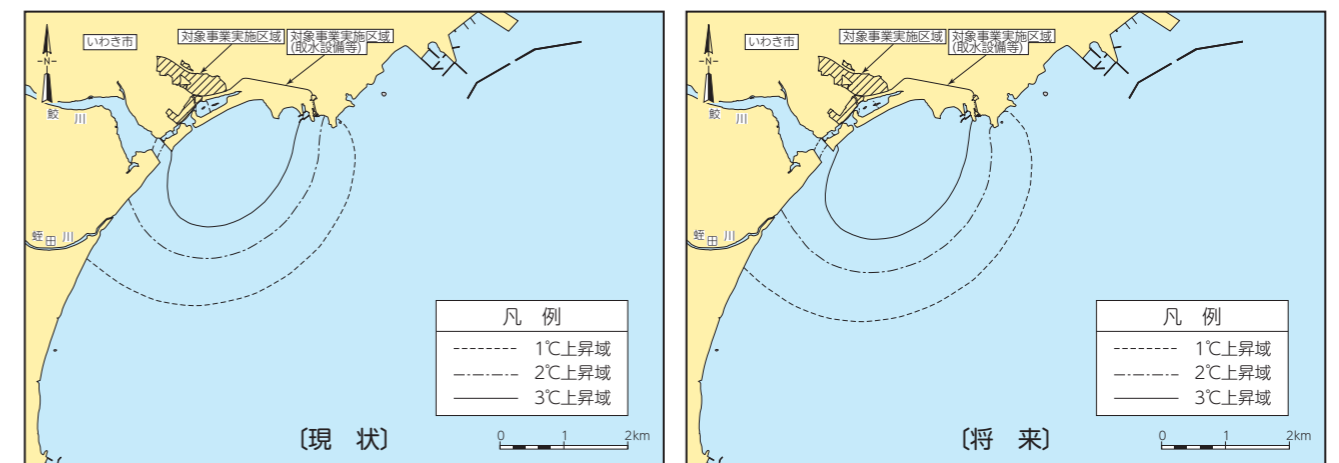 いわき市
対象事業実施区域
対象事業実施区域
(取水設備等)
N
鮫川
蛭田川
凡 例
1℃上昇域
2℃上昇域
3℃上昇域
〔現 状〕
0 1 2km
いわき市
対象事業実施区域
対象事業実施区域
(取水設備等)
N
鮫川
蛭田川
凡 例
1℃上昇域
2℃上昇域
3℃上昇域
〔将 来〕
0 1 2km